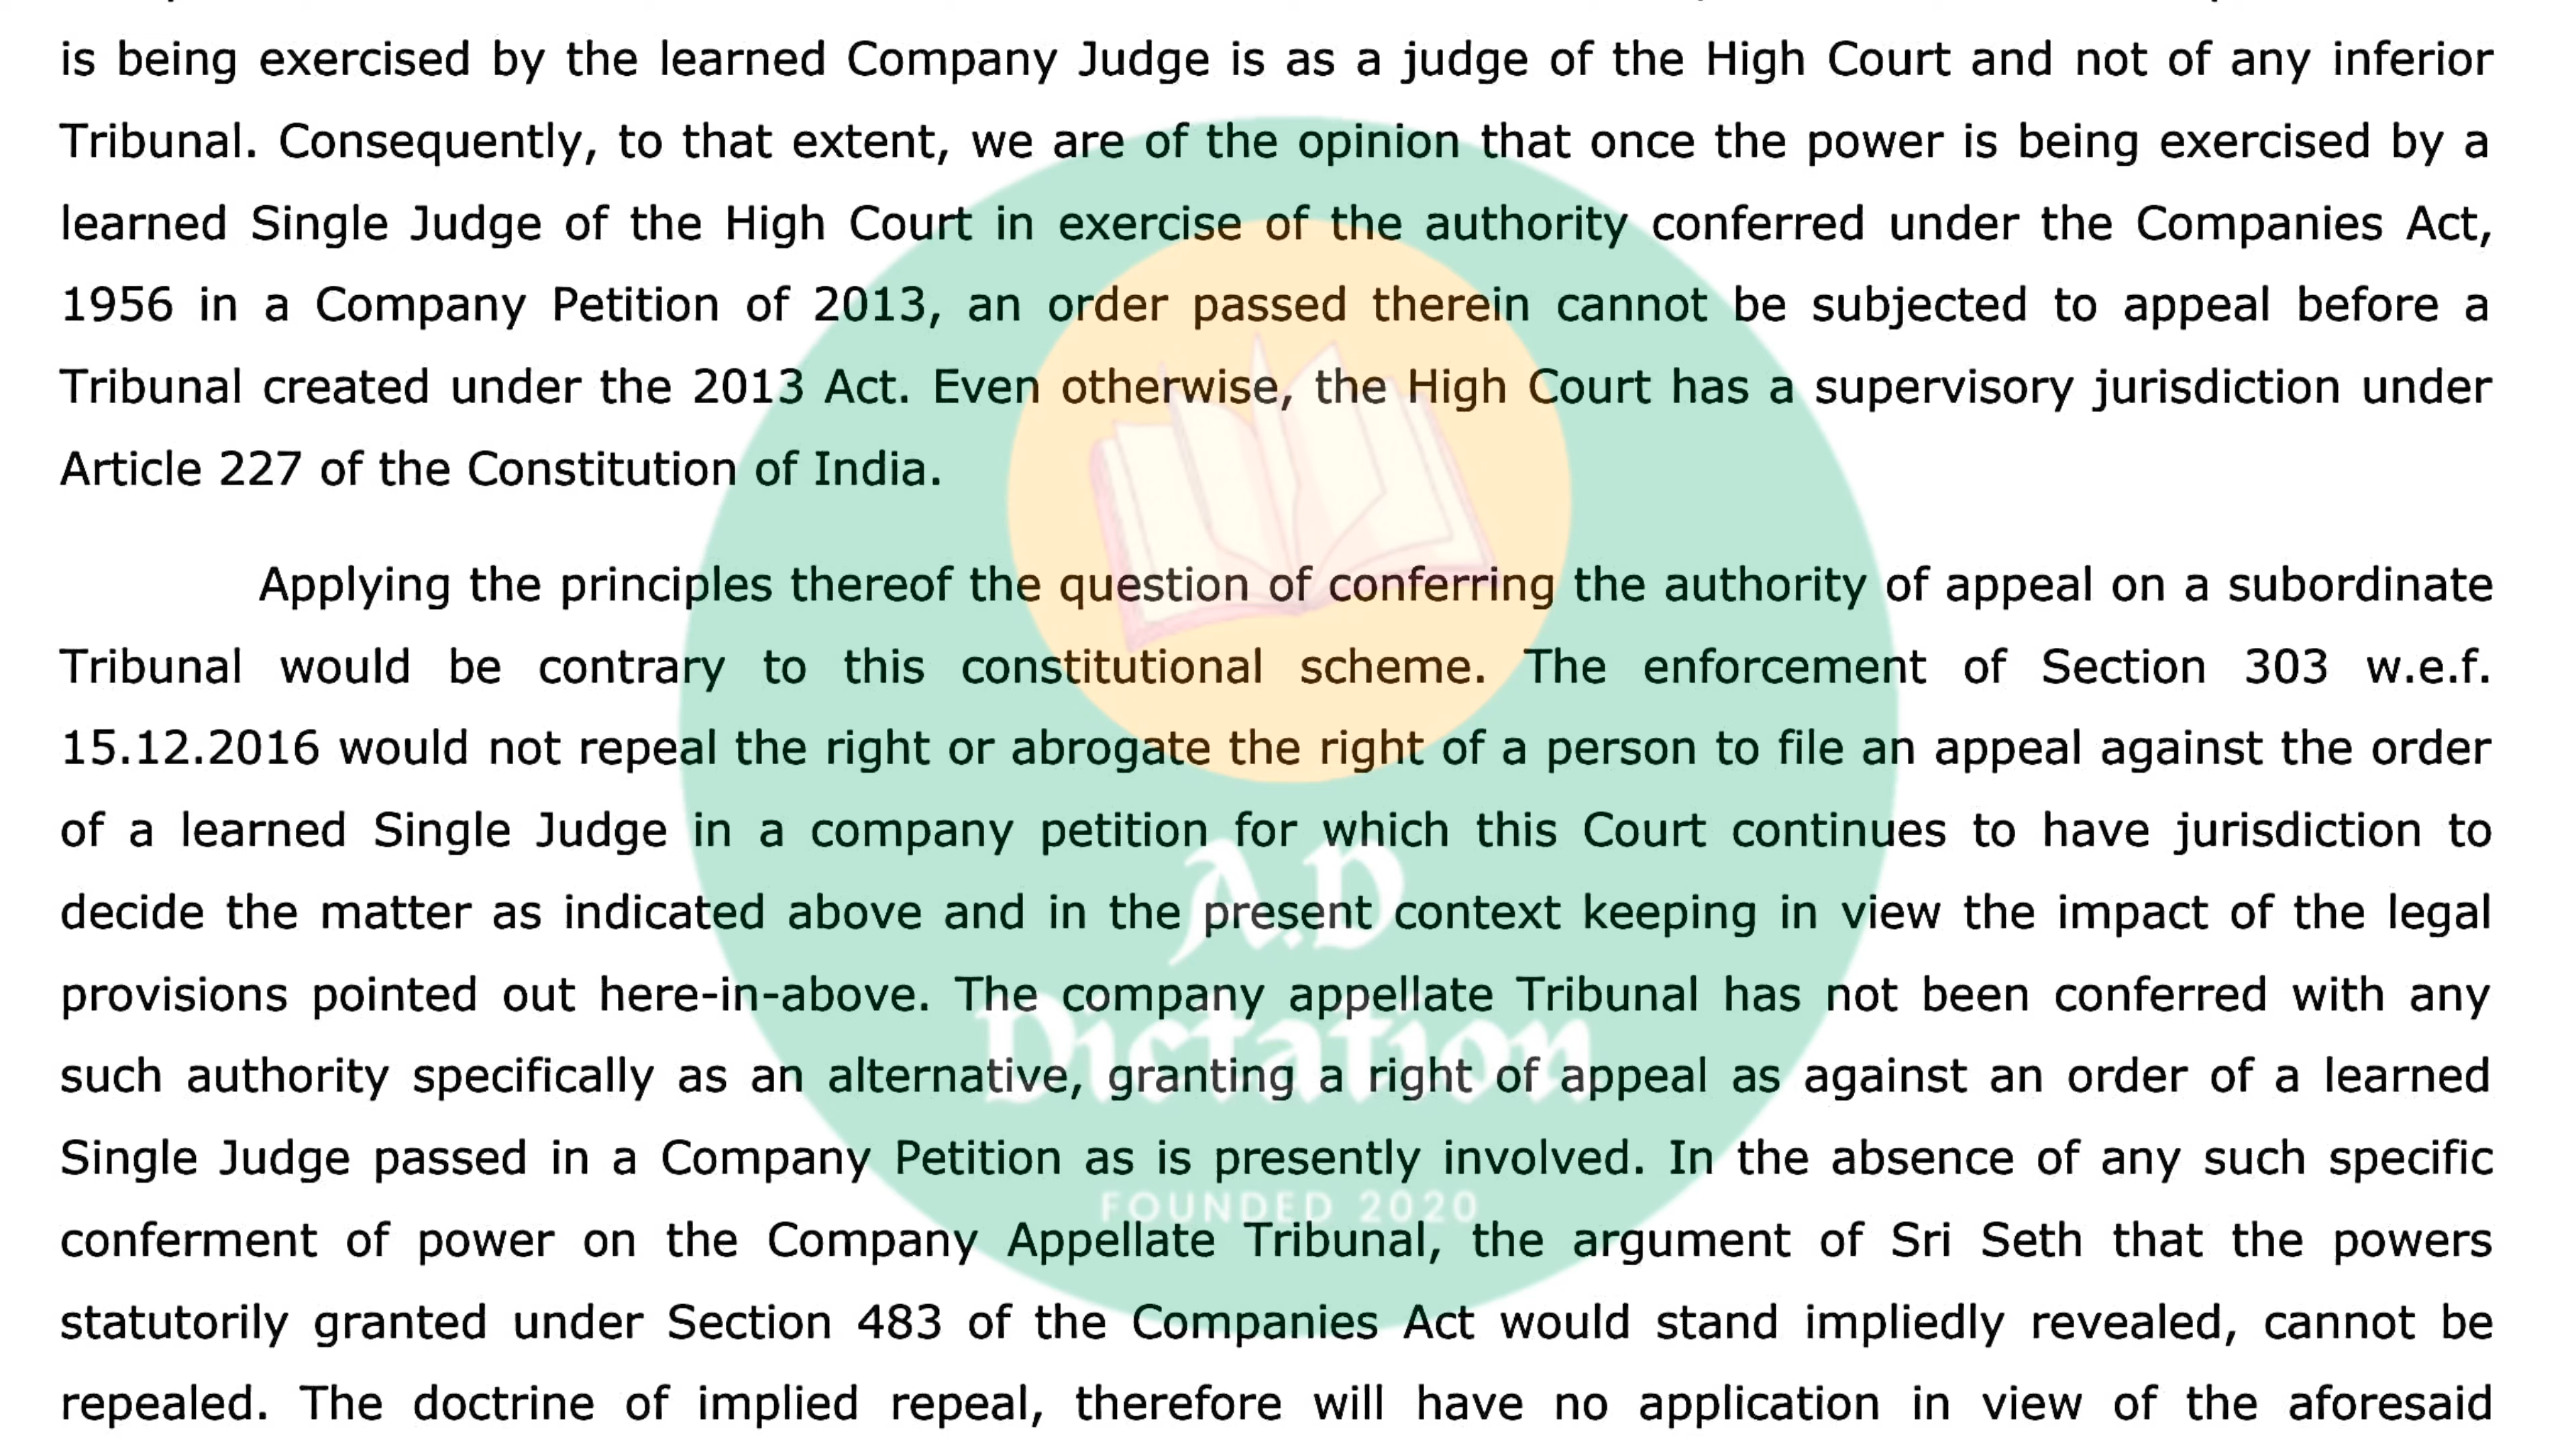 is being exercised by the learned Company Judge is as a judge of the High Court and not of any inferior
Tribunal. Consequently, to that extent, we are of the opinion that once the power is being exercised by a
learned Single Judge of the High Court in exercise of the authority conferred under the Companies Act,
1956 in a Company Petition of 2013, an order passed therein cannot be subjected to appeal before a
Tribunal created under the 2013 Act. Even otherwise, the High Court has a supervisory jurisdiction under
Article 227 of the Constitution of India.
Applying the principles thereof the question of conferring the authority of appeal on a subordinate
Tribunal would be contrary to this constitutional scheme. The enforcement of Section 303 w.e.f.
15.12.2016 would not repeal the right or abrogate the right of a person to file an appeal against the order
of a learned Single Judge in a company petition for which this Court continues to have jurisdiction to
decide the matter as indicated above and in the present context keeping in view the impact of the legal
provisions pointed out here-in-above. The company appellate Tribunal has not been conferred with any
such authority specifically as an alternative, granting a right of appeal as against an order of a learned
Single Judge passed in a Company Petition as is presently involved. In the absence of any such specific
conferment of power on the Company Appellate Tribunal, the argument of Sri Seth that the powers
statutorily granted under Section 483 of the Companies Act would stand impliedly revealed, cannot be
repealed. The doctrine of implied repeal, therefore will have no application in view of the aforesaid
A.D
Dictation
FOUNDED 2020